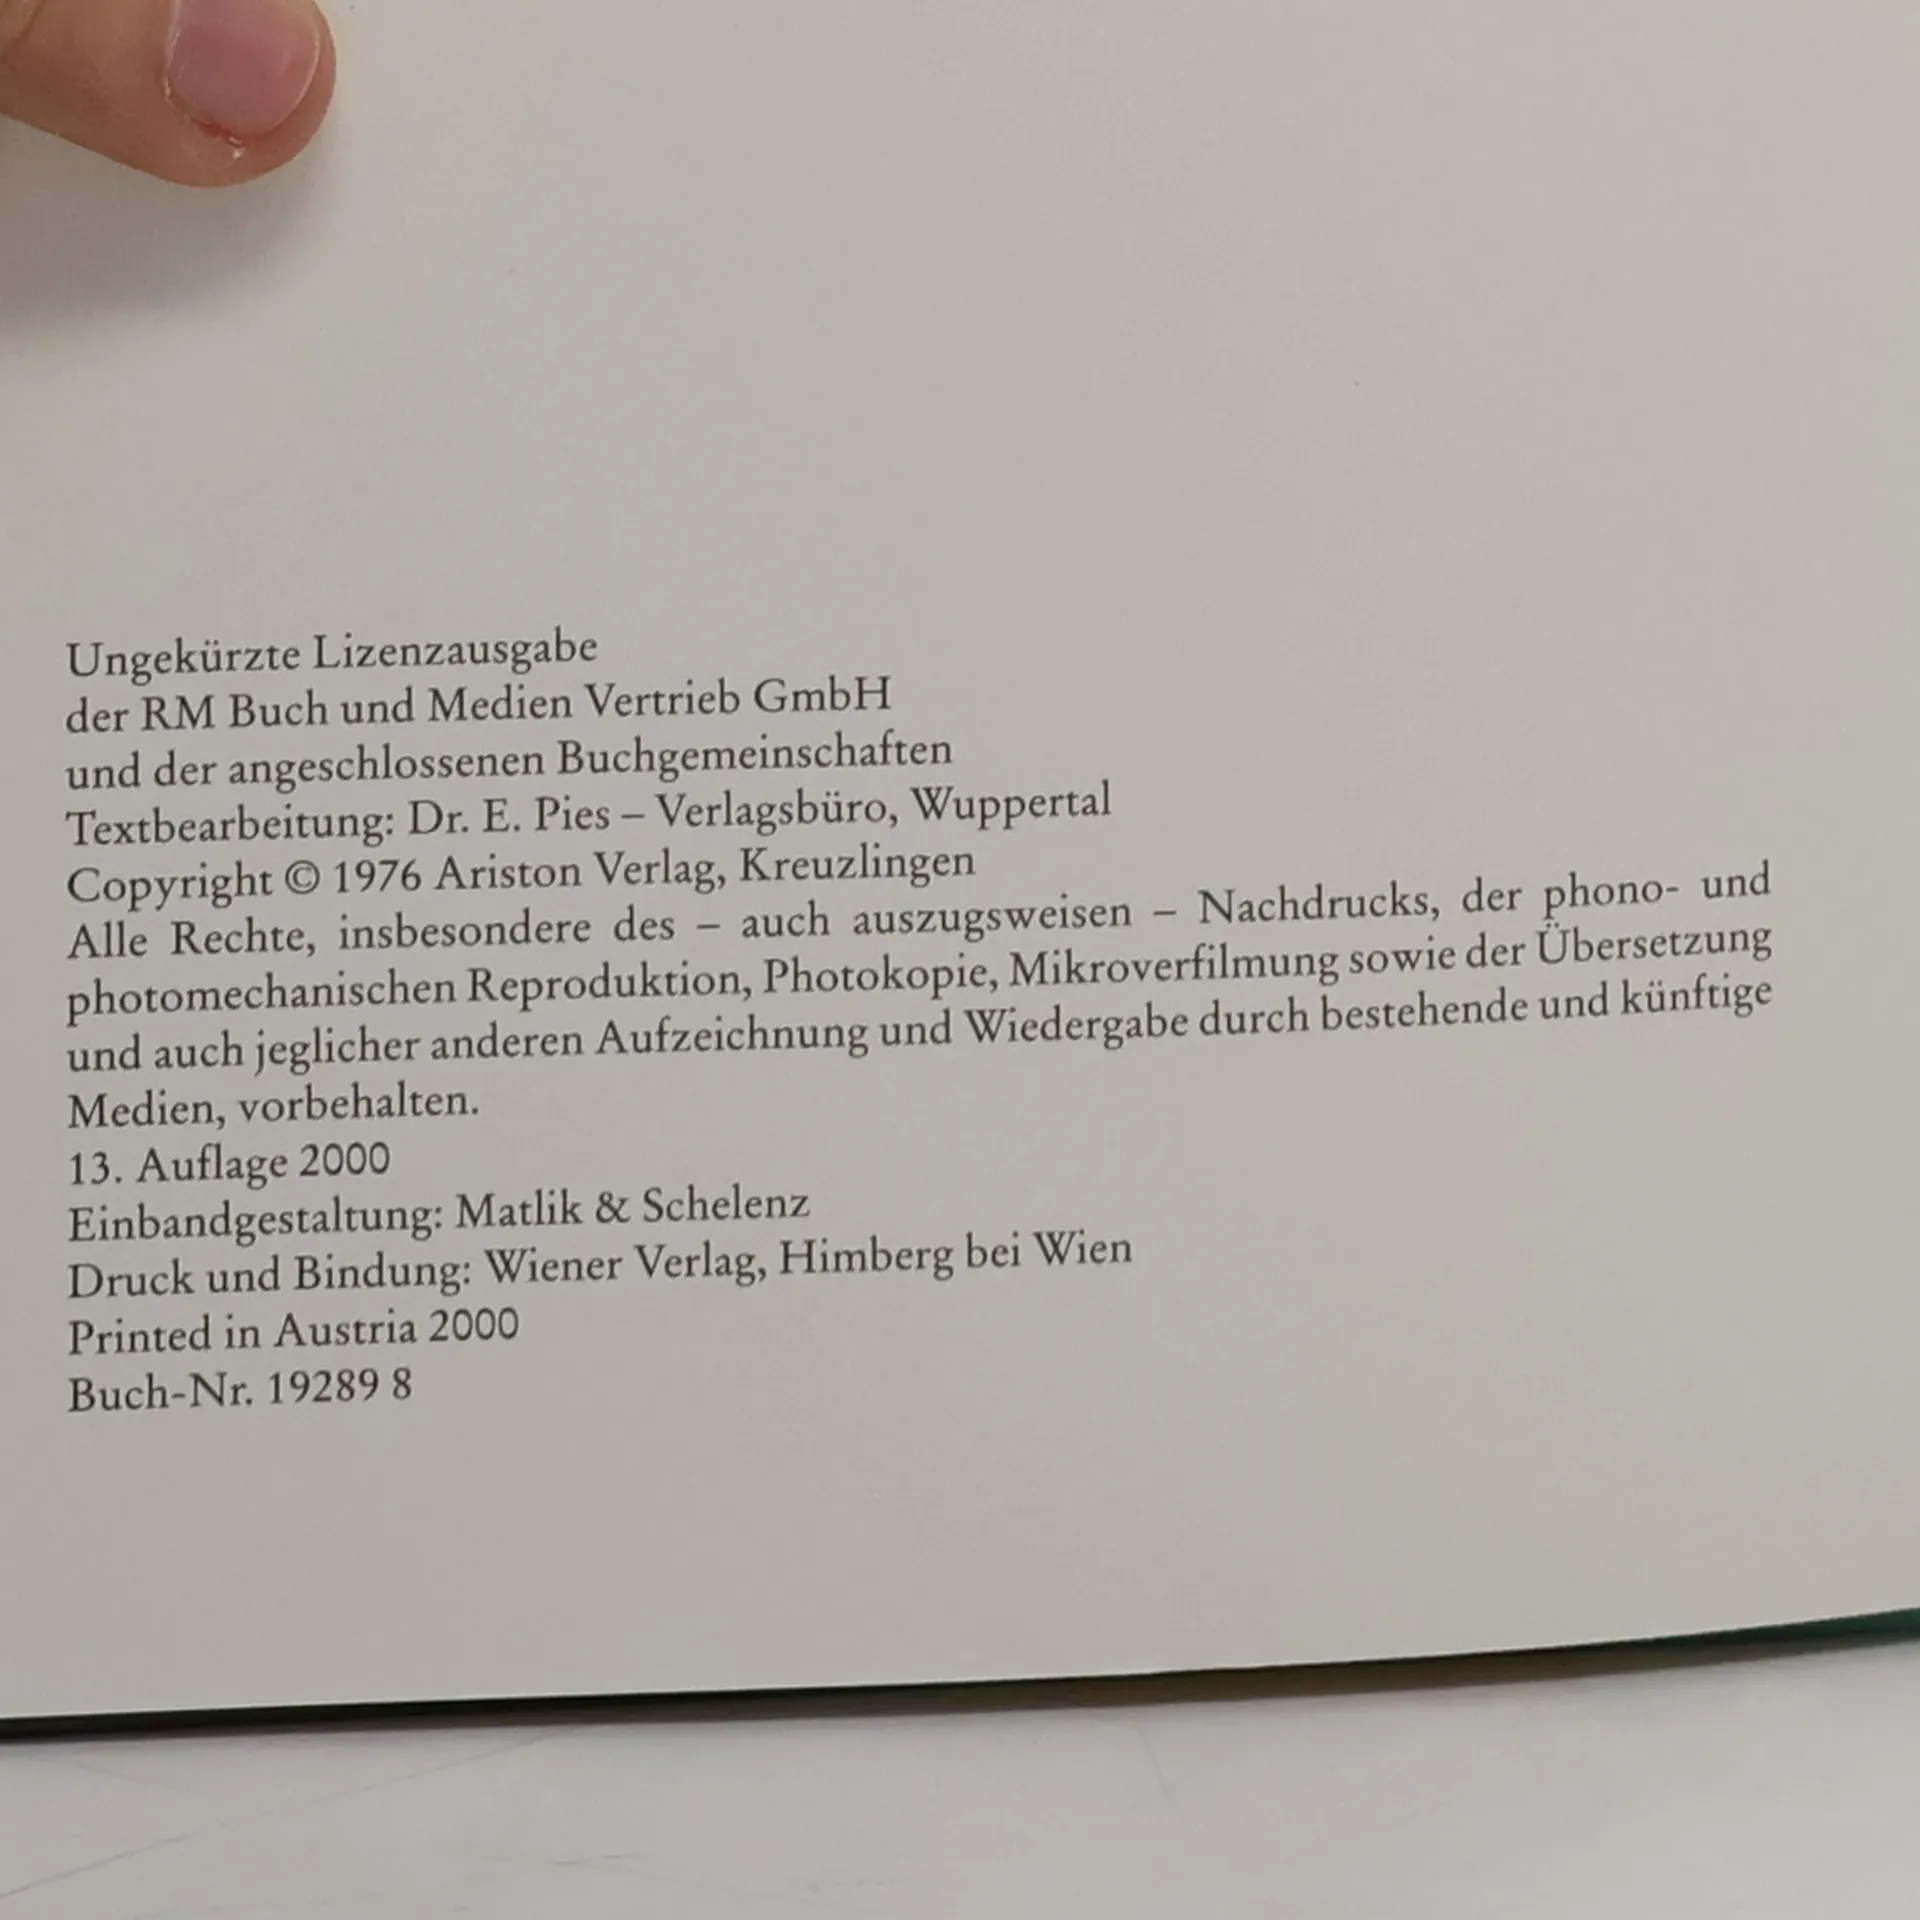 Ungekürzte Lizenzausgabe
der RM Buch und Medien Vertrieb GmbH
und der angeschlossenen Buchgemeinschaften
Textbearbeitung: Dr. E. Pies – Verlagsbüro, Wuppertal
Copyright © 1976 Ariston Verlag, Kreuzlingen
Alle Rechte, insbesondere des – auch auszugsweisen – Nachdrucks, der phono- und
photomechanischen Reproduktion, Photokopie, Mikroverfilmung sowie der Übersetzung
und auch jeglicher anderen Aufzeichnung und Wiedergabe durch bestehende und künftige
Medien, vorbehalten.
13. Auflage 2000
Einbandgestaltung: Matlik & Schelenz
Druck und Bindung: Wiener Verlag, Himberg bei Wien
Printed in Austria 2000
Buch-Nr. 19289 8